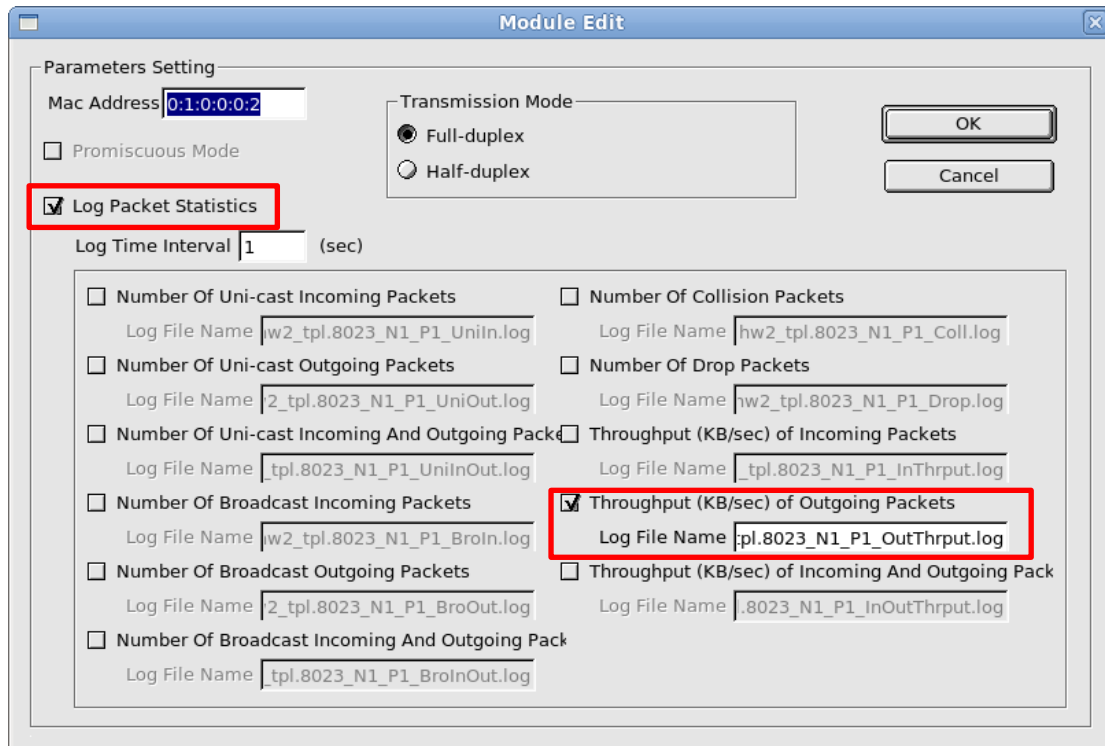 Module Edit
Parameters Setting
Mac Address 0:1:0:0:0:2
Promiscuous Mode
Transmission Mode
Full-duplex
Half-duplex
OK
Cancel
Log Packet Statistics
Log Time Interval 1 (sec)
Number Of Uni-cast Incoming Packets
Log File Name w2_tpl.8023_N1_P1_UniIn.log
Number Of Uni-cast Outgoing Packets
Log File Name 2_tpl.8023_N1_P1_UniOut.log
Number Of Uni-cast Incoming And Outgoing Packe
Log File Name _tpl.8023_N1_P1_UniInOut.log
Number Of Broadcast Incoming Packets
Log File Name w2_tpl.8023_N1_P1_BroIn.log
Number Of Broadcast Outgoing Packets
Log File Name 2_tpl.8023_N1_P1_BroOut.log
Number Of Broadcast Incoming And Outgoing Pack
Log File Name _tpl.8023_N1_P1_BroInOut.log
Number Of Collision Packets
Log File Name hw2_tpl.8023_N1_P1_Coll.log
Number Of Drop Packets
Log File Name hw2_tpl.8023_N1_P1_Drop.log
Throughput (KB/sec) of Incoming Packets
Log File Name _tpl.8023_N1_P1_InThrput.log
Throughput (KB/sec) of Outgoing Packets
Log File Name tpl.8023_N1_P1_OutThrput.log
Throughput (KB/sec) of Incoming And Outgoing Pack
Log File Name l.8023_N1_P1_InOutThrput.log